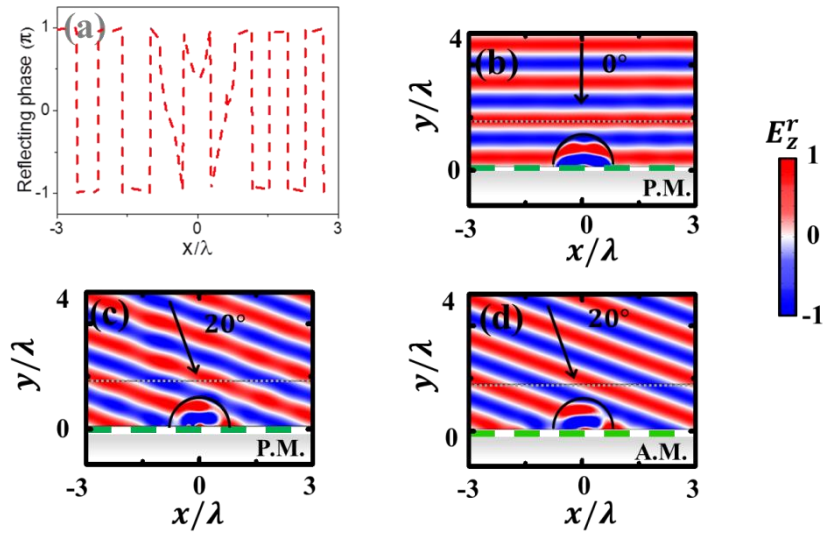 (a)
Reflecting phase (π)
1
0
-1
-3
0
3
X/λ
(b)
0°
y/λ
4
0
P.M.
-3
0
3
x/λ
E_z^r
1
0
-1
(c)
20°
y/λ
4
0
P.M.
-3
0
3
x/λ
(d)
20°
y/λ
4
0
A.M.
-3
0
3
x/λ